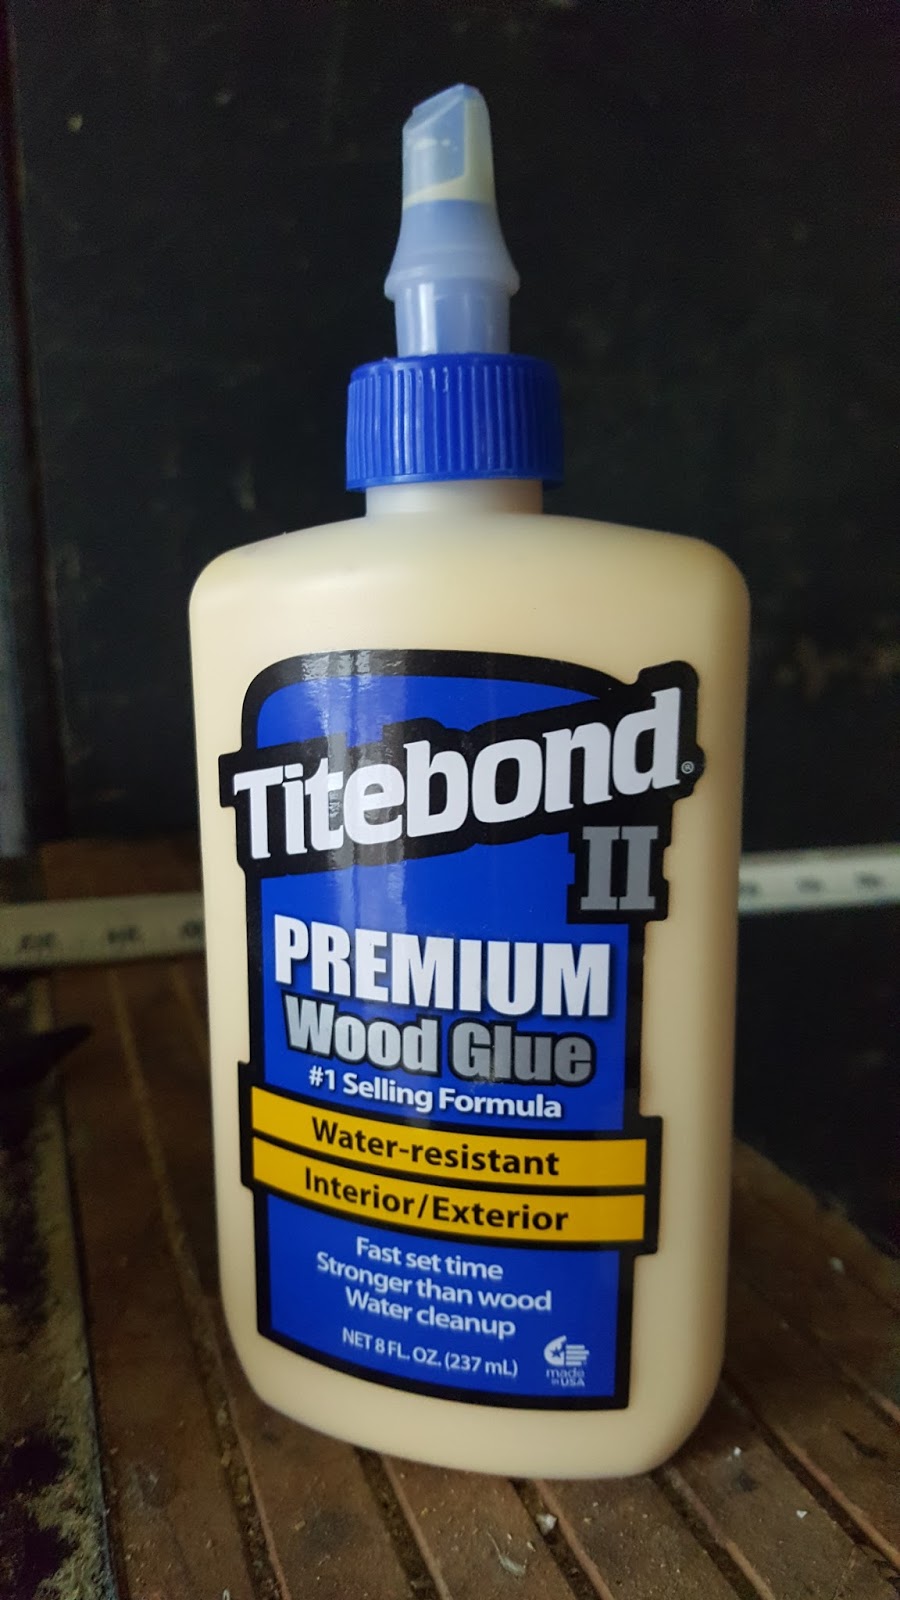 Titebond®
II
PREMIUM
Wood Glue
#1 Selling Formula
Water-resistant
Interior/Exterior
Fast set time
Stronger than wood
Water cleanup
NET 8 FL. OZ. (237 mL)
made
in USA